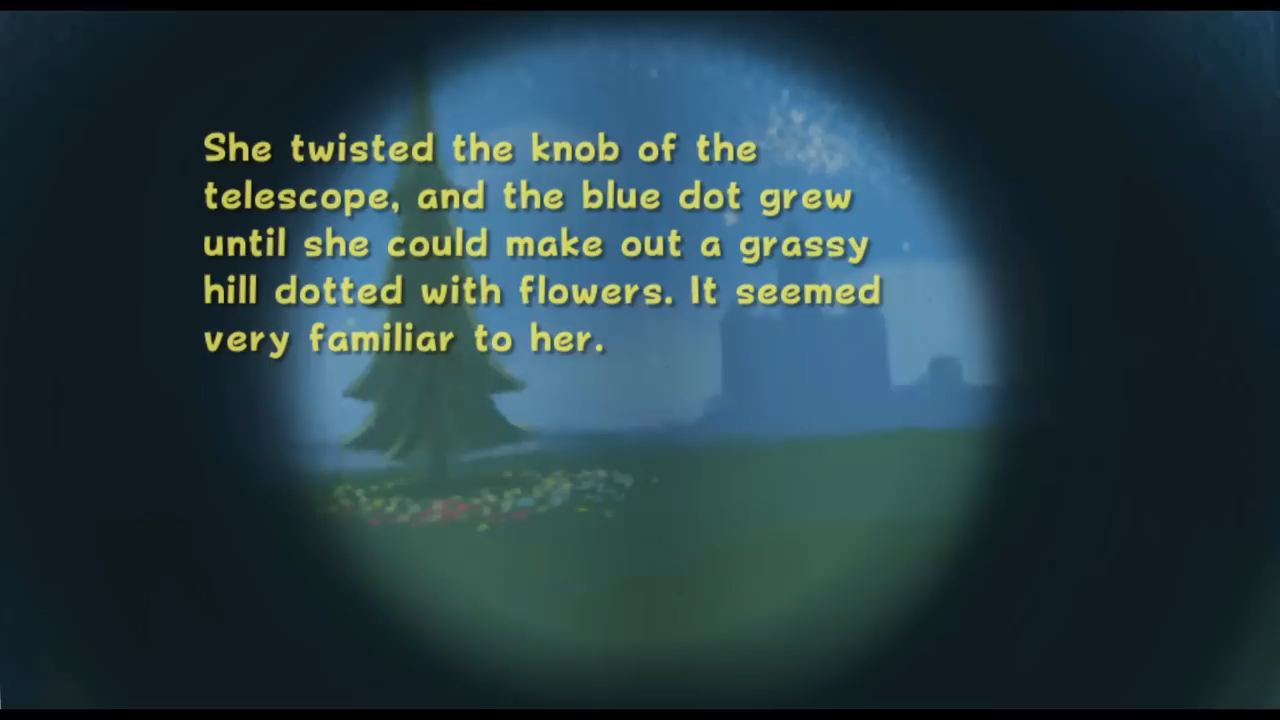 She twisted the knob of the
telescope, and the blue dot grew
until she could make out a grassy
hill dotted with flowers. It seemed
very familiar to her.